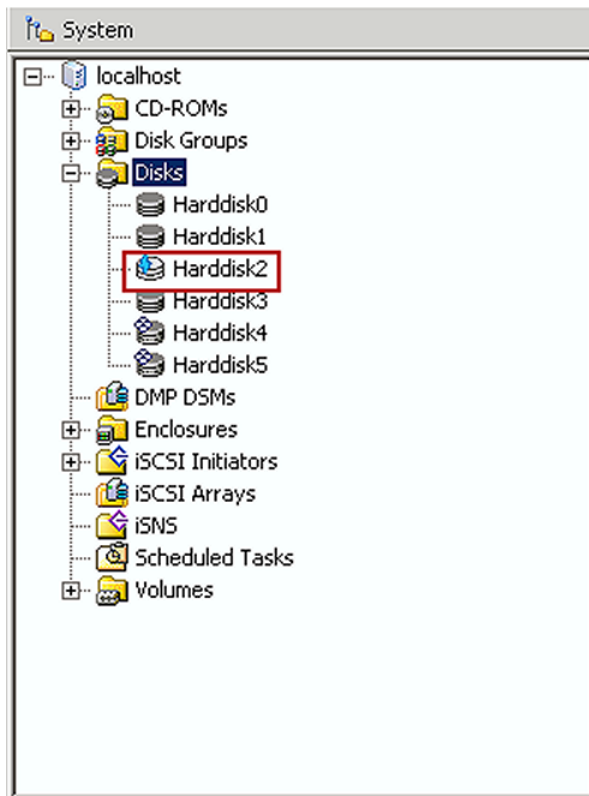 System
localhost
CD-ROMs
Disk Groups
Disks
Harddisk0
Harddisk1
Harddisk2
Harddisk3
Harddisk4
Harddisk5
DMP DSMs
Enclosures
iSCSI Initiators
iSCSI Arrays
iSNS
Scheduled Tasks
Volumes